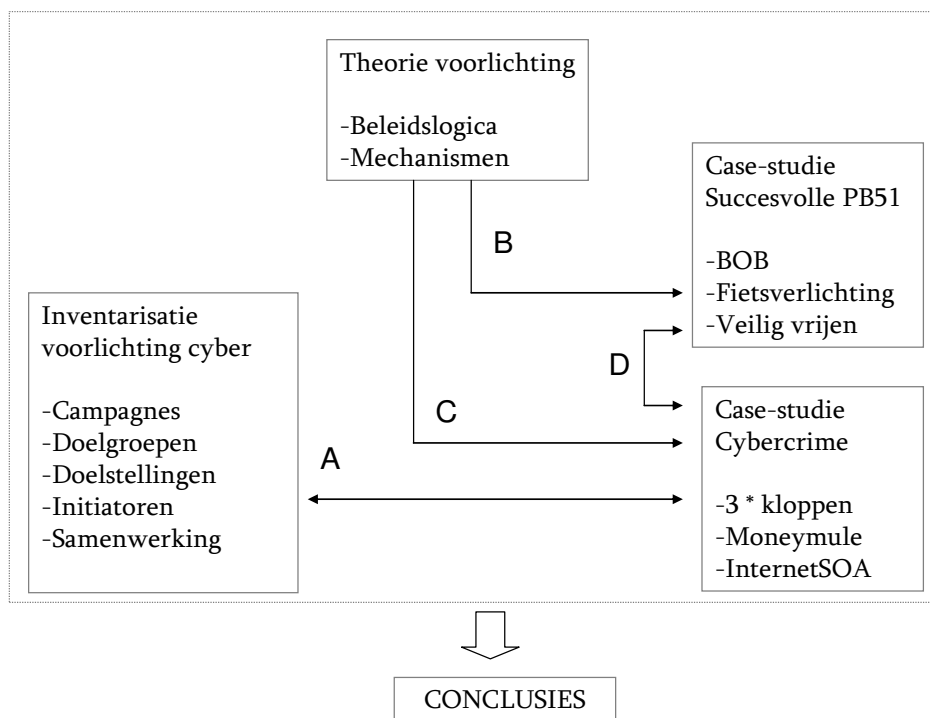 Theorie voorlichting
-Beleidslogica
-Mechanismen
Case-studie
Succesvolle PB51
-BOB
-Fietsverlichting
-Veilig vrijen
B
Inventarisatie
voorlichting cyber
-Campagnes
-Doelgroepen
-Doelstellingen
-Initiatoren
-Samenwerking
D
C
A
Case-studie
Cybercrime
-3 * kloppen
-Moneymule
-InternetSOA
CONCLUSIES